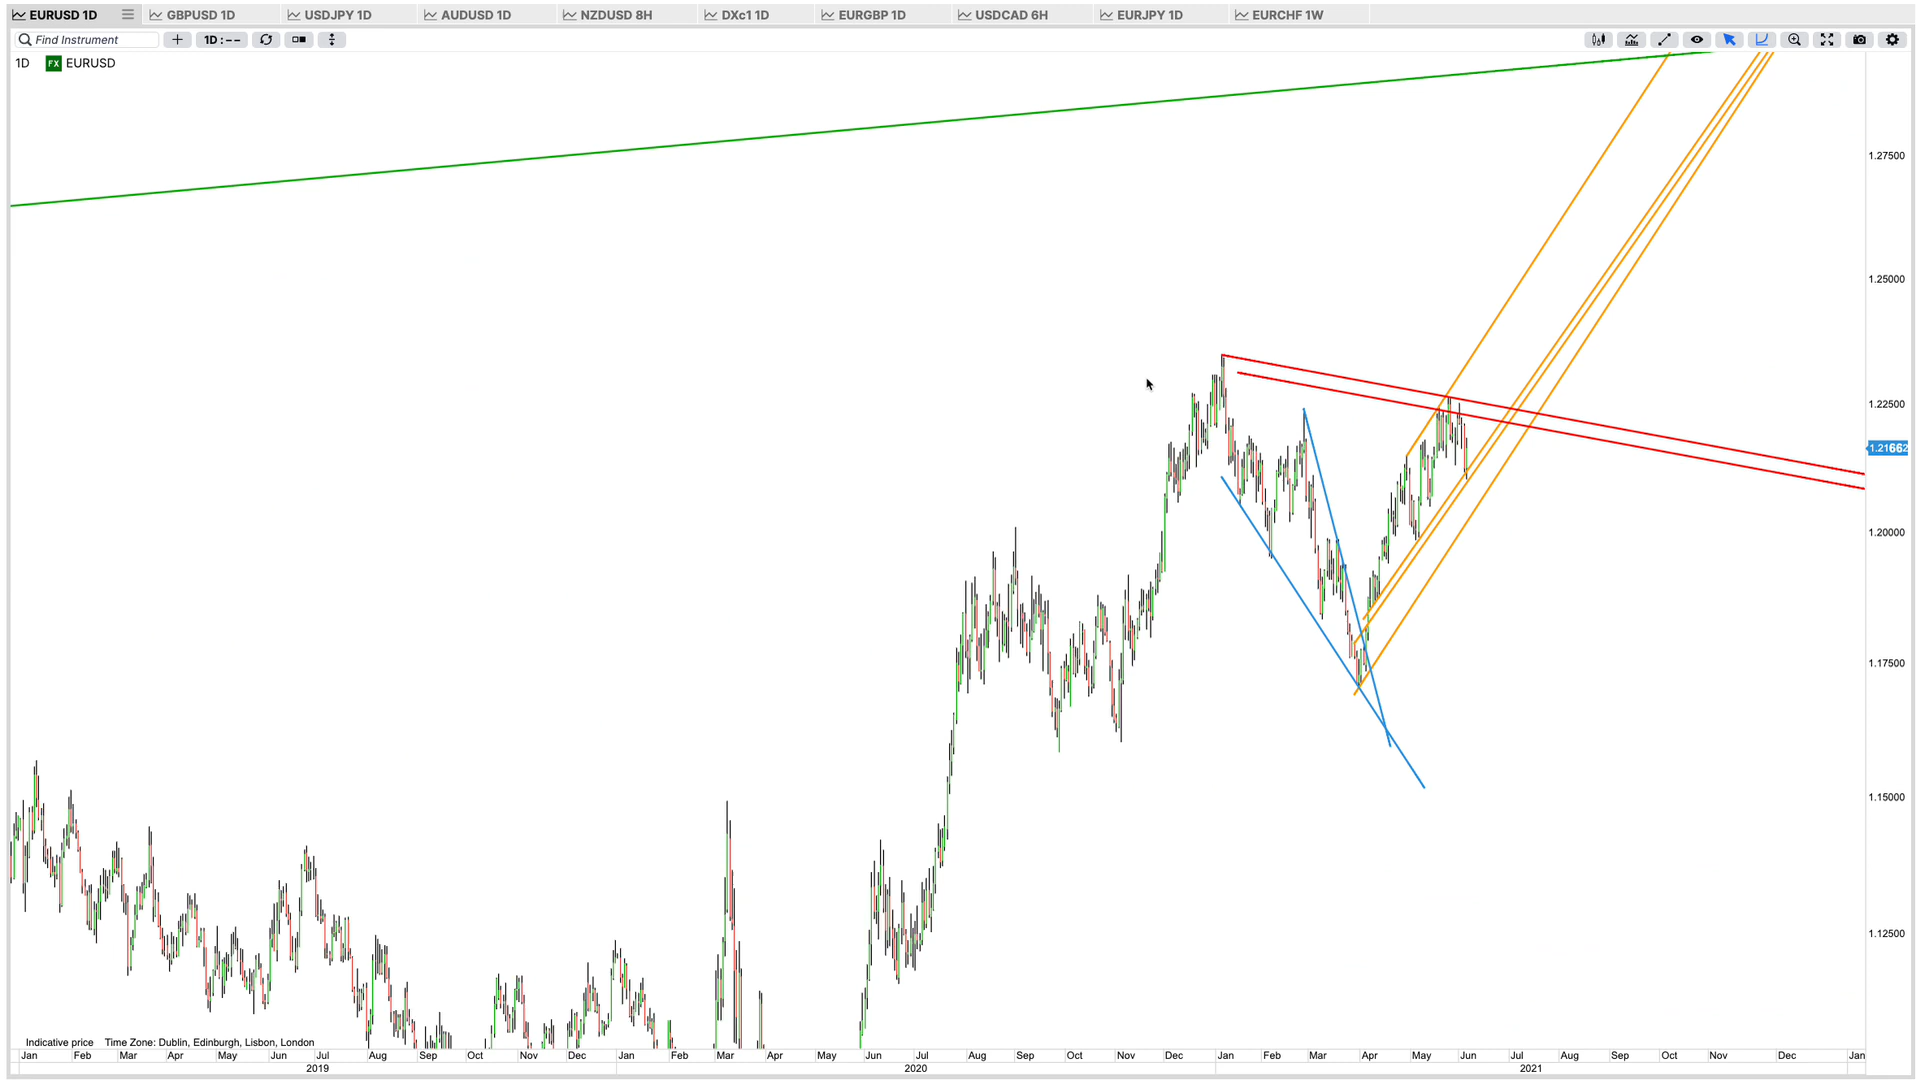 EURUSD 1D GBPUSD 1D USDJPY 1D AUDUSD 1D NZDUSD 8H DXc1 1D EURGBP 1D USDCAD 6H EURJPY 1D EURCHF 1W
Find Instrument 1D : - -
1D FX EURUSD
1.27500
1.25000
1.22500
1.21662
1.20000
1.17500
1.15000
1.12500
Indicative price Time Zone: Dublin, Edinburgh, Lisbon, London
Jan Feb Mar Apr May Jun Jul Aug Sep Oct Nov Dec Jan Feb Mar Apr May Jun Jul Aug Sep Oct Nov Dec Jan Feb Mar Apr May Jun Jul Aug Sep Oct Nov Dec Jan
2019 2020 2021